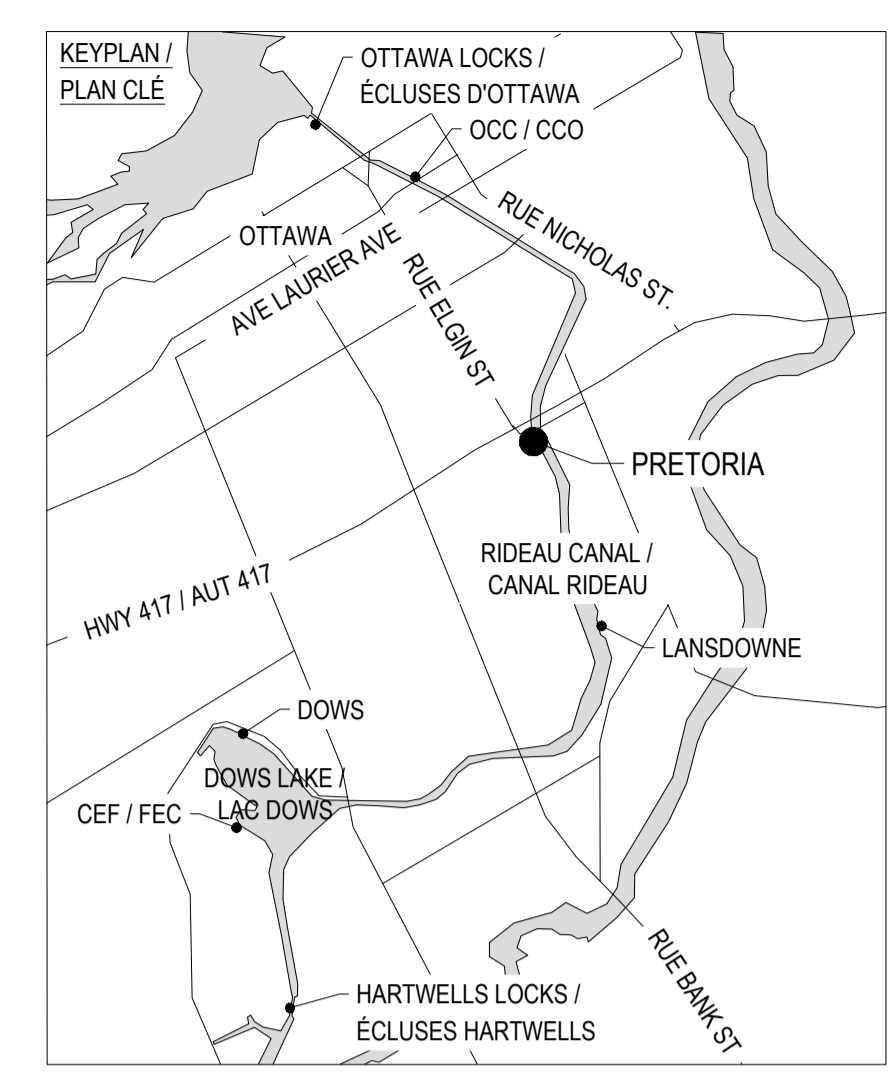 KEYPLAN /
PLAN CLÉ
OTTAWA LOCKS /
ÉCLUSES D'OTTAWA
OCC / CCO
RUE NICHOLAS ST.
OTTAWA
AVE LAURIER AVE
RUE ELGIN ST
PRETORIA
RIDEAU CANAL /
CANAL RIDEAU
HWY 417 / AUT 417
LANSDOWNE
DOWS
DOWS LAKE /
LAC DOWS
CEF / FEC
RUE BANK ST
HARTWELLS LOCKS /
ÉCLUSES HARTWELLS